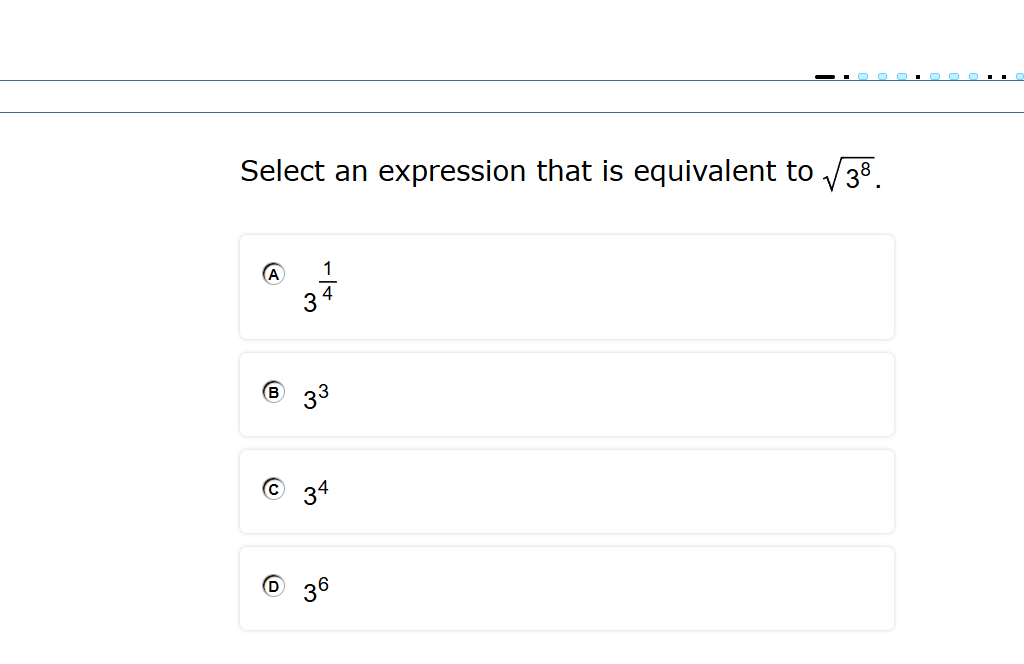 Select an expression that is equivalent to √3⁸.
A 3^(1/4)
B 3³
C 3⁴
D 3⁶